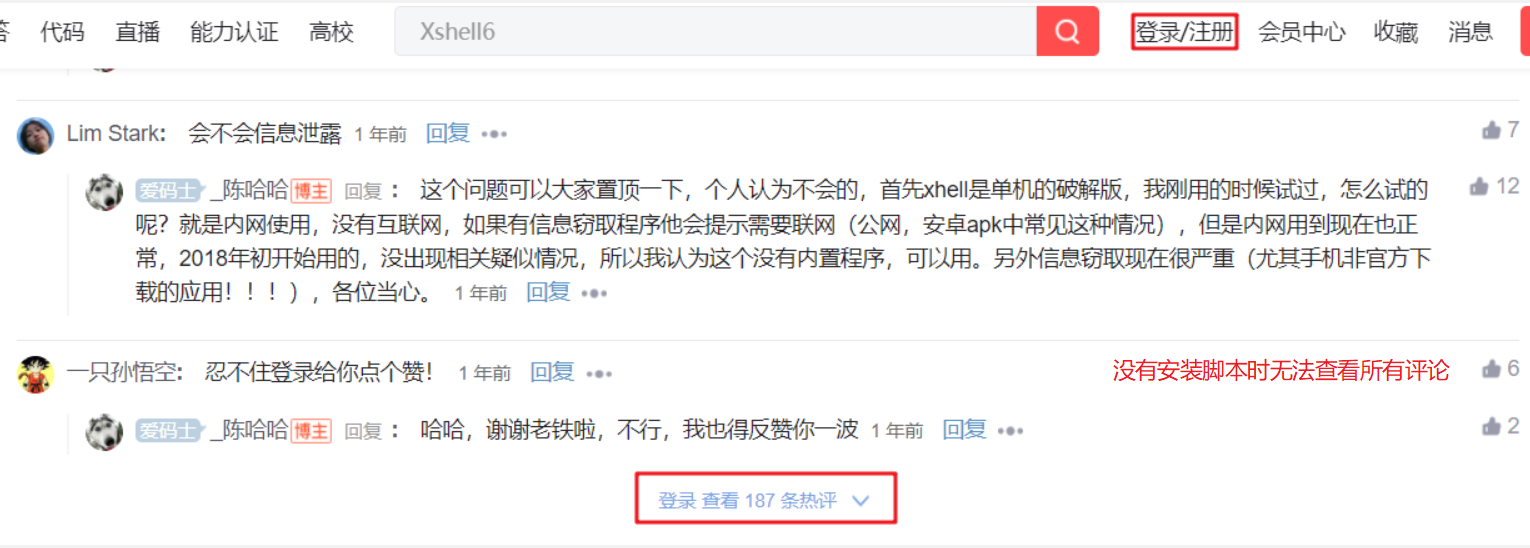 代码 直播 能力认证 高校 Xshell6 登录/注册 会员中心 收藏 消息
Lim Stark: 会不会信息泄露 1 年前 回复 ••• 7
爱码士 _陈哈哈 博主 回复 : 这个问题可以大家置顶一下，个人认为不会的，首先xhell是单机的破解版，我刚用的时候试过，怎么试的 12
呢？就是内网使用，没有互联网，如果有信息窃取程序他会提示需要联网（公网，安卓apk中常见这种情况），但是内网用到现在也正
常，2018年初开始用的，没出现相关疑似情况，所以我认为这个没有内置程序，可以用。另外信息窃取现在很严重（尤其手机非官方下
载的应用！！！），各位当心。 1 年前 回复 •••
一只孙悟空: 忍不住登录给你点个赞！ 1 年前 回复 ••• 没有安装脚本时无法查看所有评论 6
爱码士 _陈哈哈 博主 回复 : 哈哈，谢谢老铁啦，不行，我也得反赞你一波 1 年前 回复 ••• 2
登录 查看 187 条热评